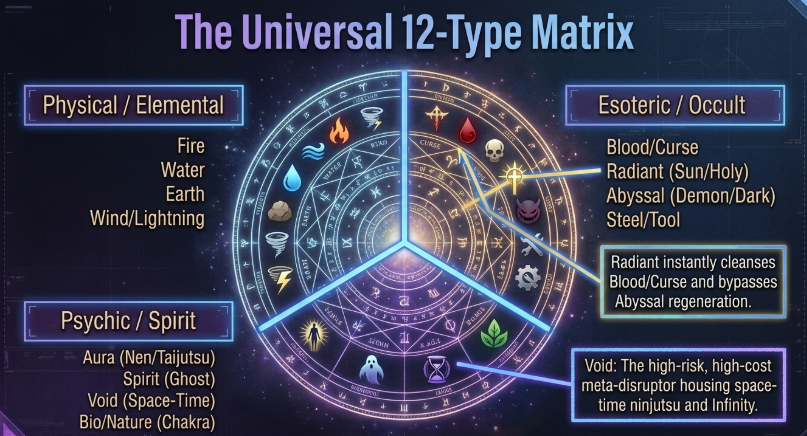 The Universal 12-Type Matrix
Physical / Elemental
Fire
Water
Earth
Wind/Lightning
Esoteric / Occult
Blood/Curse
Radiant (Sun/Holy)
Abyssal (Demon/Dark)
Steel/Tool
Radiant instantly cleanses
Blood/Curse and bypasses
Abyssal regeneration.
Psychic / Spirit
Aura (Nen/Taijutsu)
Spirit (Ghost)
Void (Space-Time)
Bio/Nature (Chakra)
Void: The high-risk, high-cost
meta-disruptor housing space-
time ninjutsu and Infinity.
CURSE
WATER